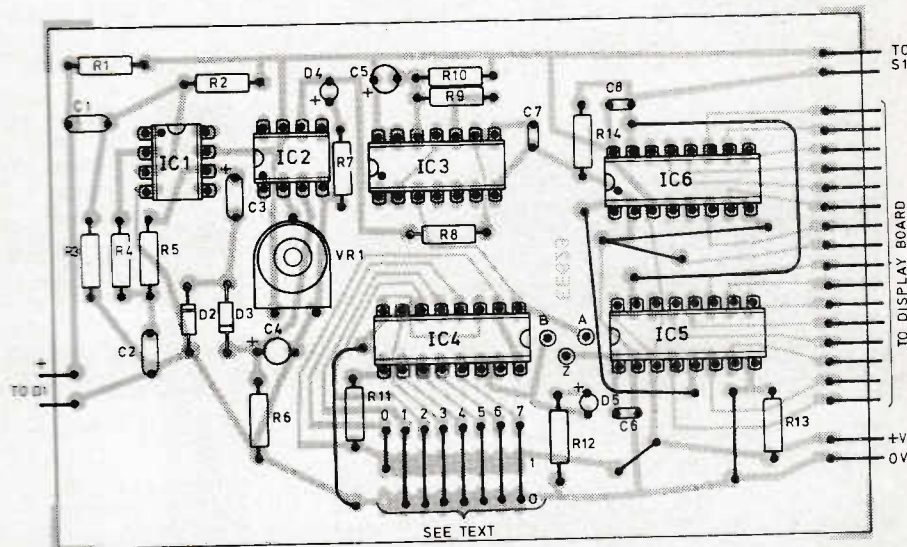 R1
R2
C1
IC1
IC2
C3
D4
+
C5
+
R10
R9
C7
IC3
R7
C8
R14
IC6
TO
S1
R3
R4
R5
VR1
R8
D2
D3
C4
+
C2
+
TO D1
R6
IC4
B
A
Z
IC5
TO DISPLAY BOARD
R11
0 1 2 3 4 5 6 7
1
0
+
D5
C6
R12
R13
+V
0V
SEE TEXT